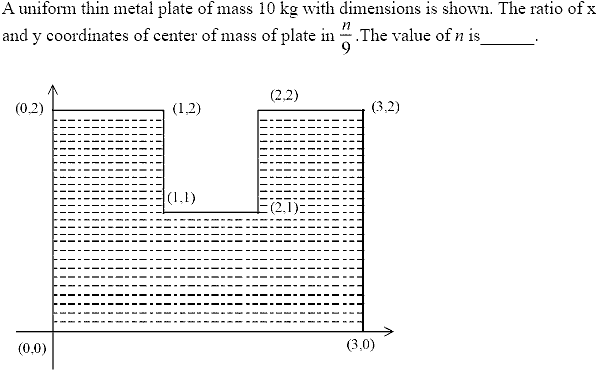 A uniform thin metal plate of mass 10 kg with dimensions is shown. The ratio of x
and y coordinates of center of mass of plate in n/9 .The value of n is______.
(2,2)
(0,2) (1,2) (3,2)
(1,1)
(2,1)
(0,0) (3,0)